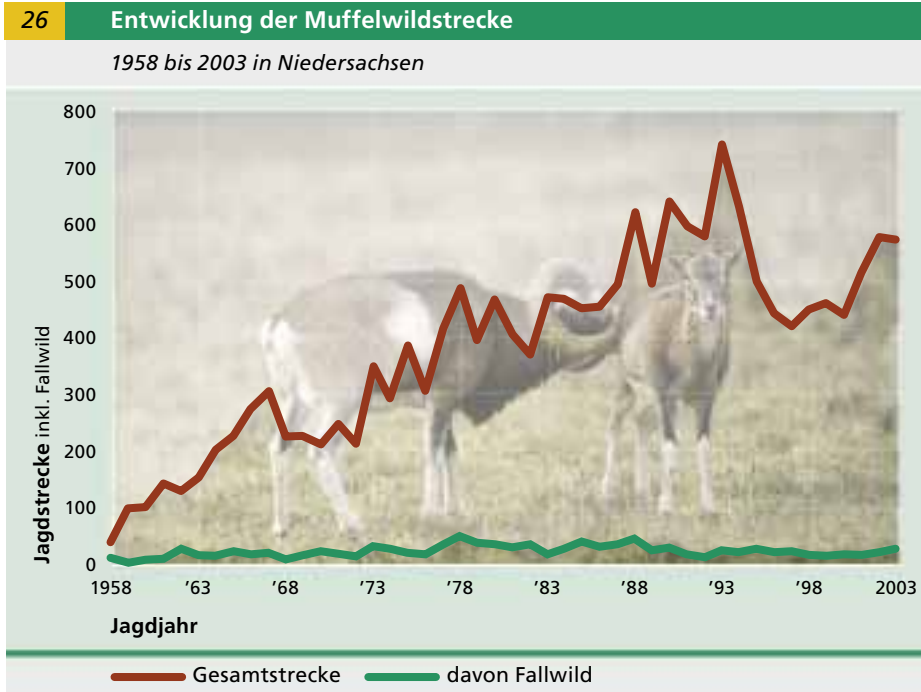 26 Entwicklung der Muffelwildstrecke
1958 bis 2003 in Niedersachsen
Jagdstrecke inkl. Fallwild
800
700
600
500
400
300
200
100
0
1958 ’63 ’68 ’73 ’78 ’83 ’88 ’93 ’98 2003
Jagdjahr
Gesamtstrecke davon Fallwild